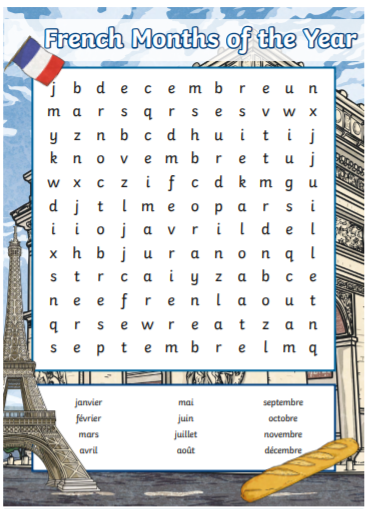 French Months of the Year
j b d e c e m b r e u n
m a r s q r s e s v w x
y z n b c d h u i t i j
k n o v e m b r e t u j
w x c z i f c d k m g u
d j t l m e o p a r s i
i i o j a v r i l d e l
x h b j u r a n o n q l
s t r c a i y z a b c e
n e e f r e n l a o u t
q r s e w r e a t z a n
s e p t e m b r e l m q
janvier mai septembre
février juin octobre
mars juillet novembre
avril août décembre